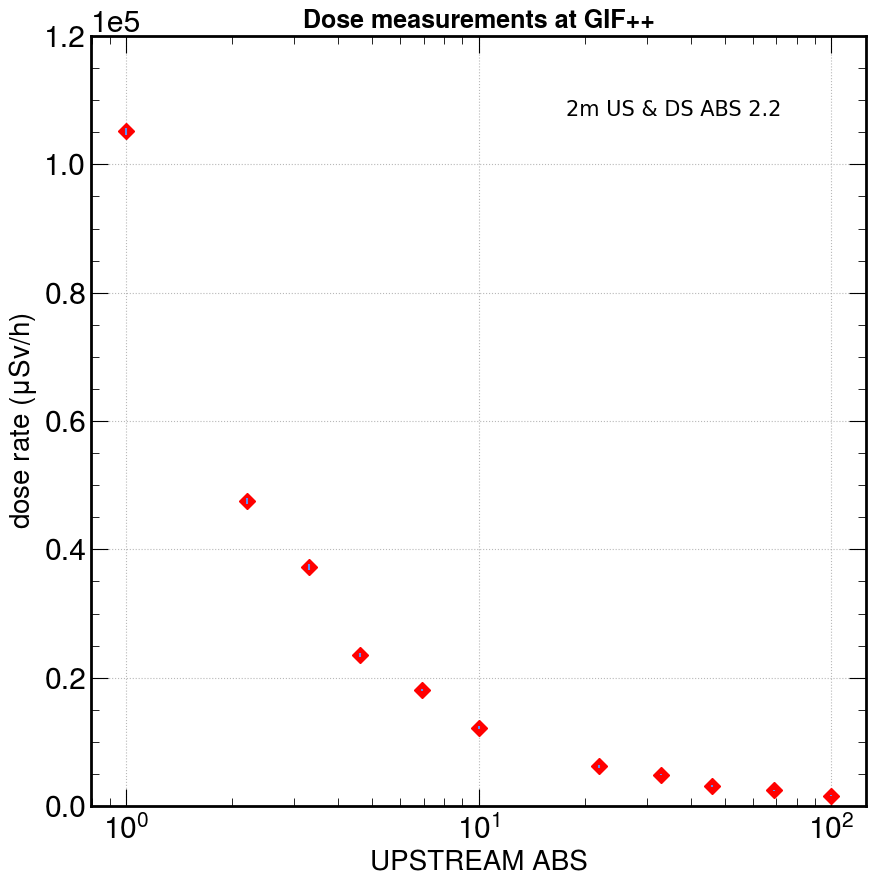 Dose measurements at GIF++
1e5
1.2
1.0
0.8
0.6
0.4
0.2
0.0
dose rate (μSv/h)
2m US & DS ABS 2.2
10⁰ 10¹ 10²
UPSTREAM ABS